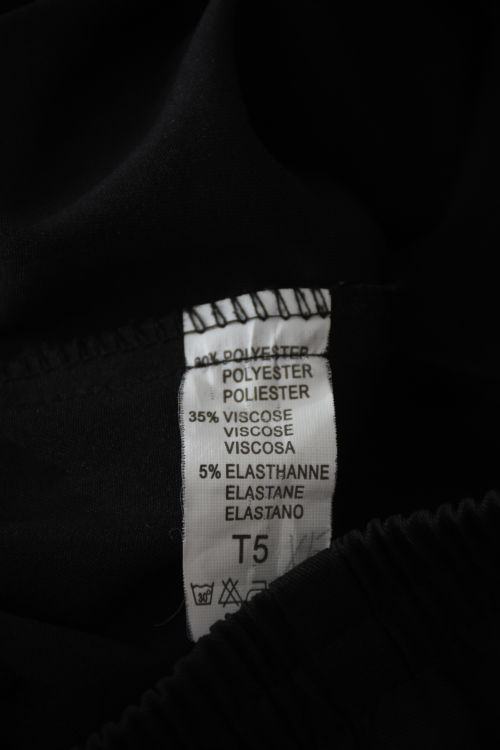 POLYESTER
POLYESTER
POLIESTER
35% VISCOSE
VISCOSE
VISCOSA
5% ELASTHANNE
ELASTANE
ELASTANO
T5
30°